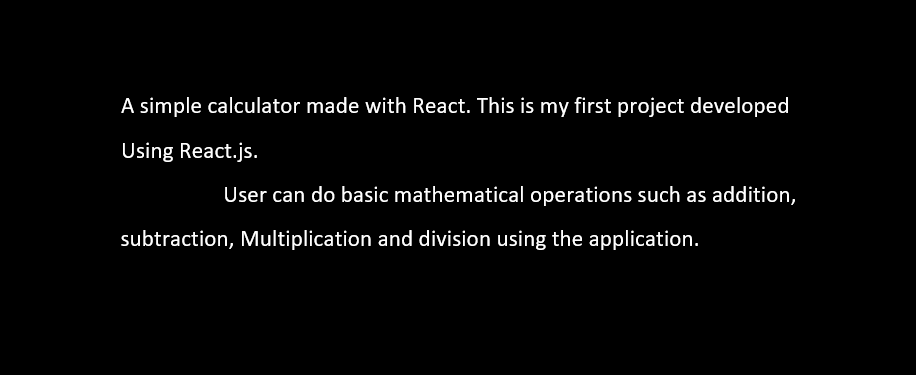 A simple calculator made with React. This is my first project developed
Using React.js.
User can do basic mathematical operations such as addition,
subtraction, Multiplication and division using the application.